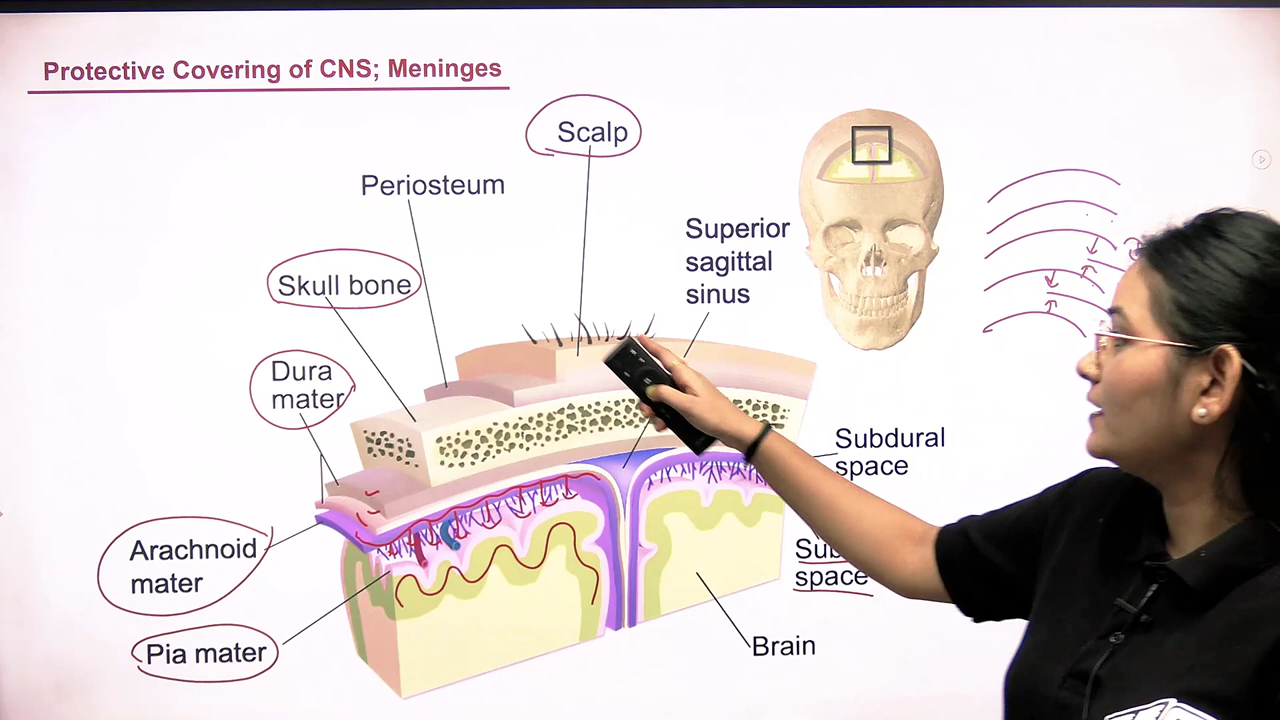 Protective Covering of CNS; Meninges
Scalp
Periosteum
Superior
sagittal
sinus
Skull bone
Dura
mater
Subdural
space
Arachnoid
mater
space
Pia mater
Brain